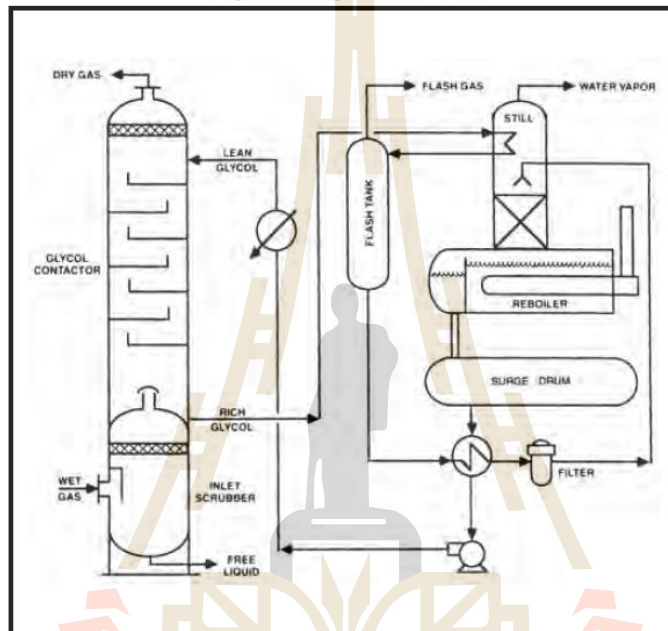 DRY GAS
FLASH GAS
WATER VAPOR
STILL
LEAN
GLYCOL
FLASH TANK
GLYCOL
CONTACTOR
REBOILER
SURGE DRUM
RICH
GLYCOL
WET
GAS
INLET
SCRUBBER
FILTER
FREE
LIQUID